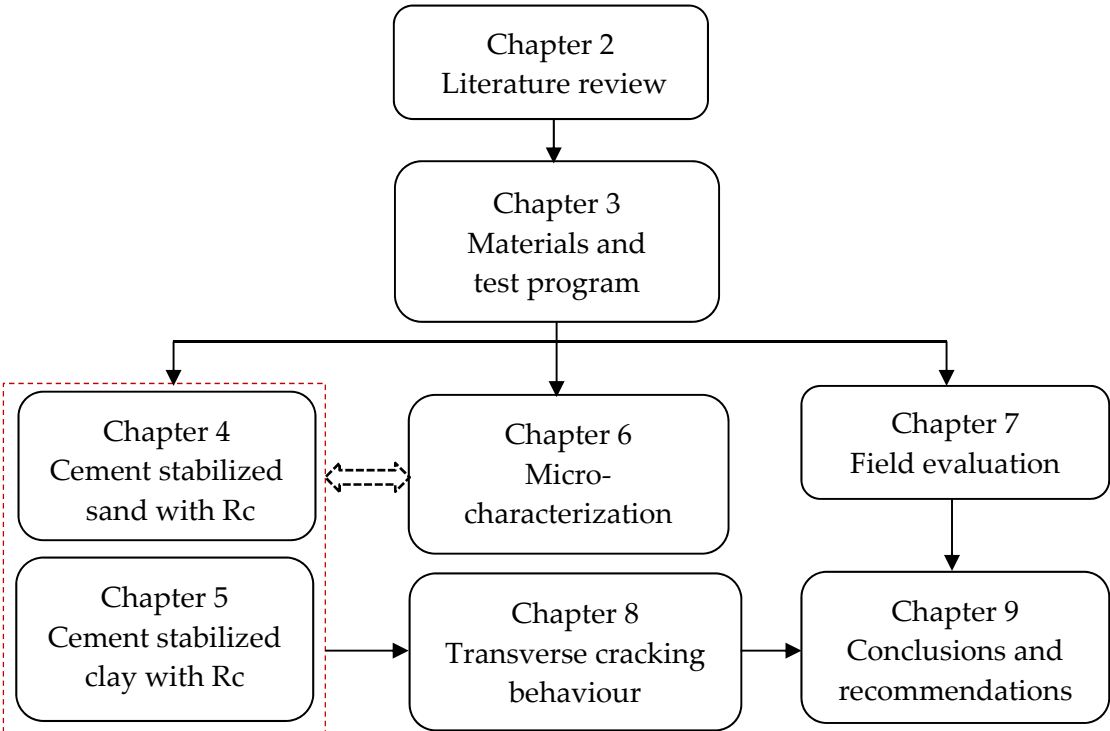 Chapter 2
Literature review
Chapter 3
Materials and
test program
Chapter 4
Cement stabilized
sand with Rc
Chapter 6
Micro-
characterization
Chapter 7
Field evaluation
Chapter 5
Cement stabilized
clay with Rc
Chapter 8
Transverse cracking
behaviour
Chapter 9
Conclusions and
recommendations